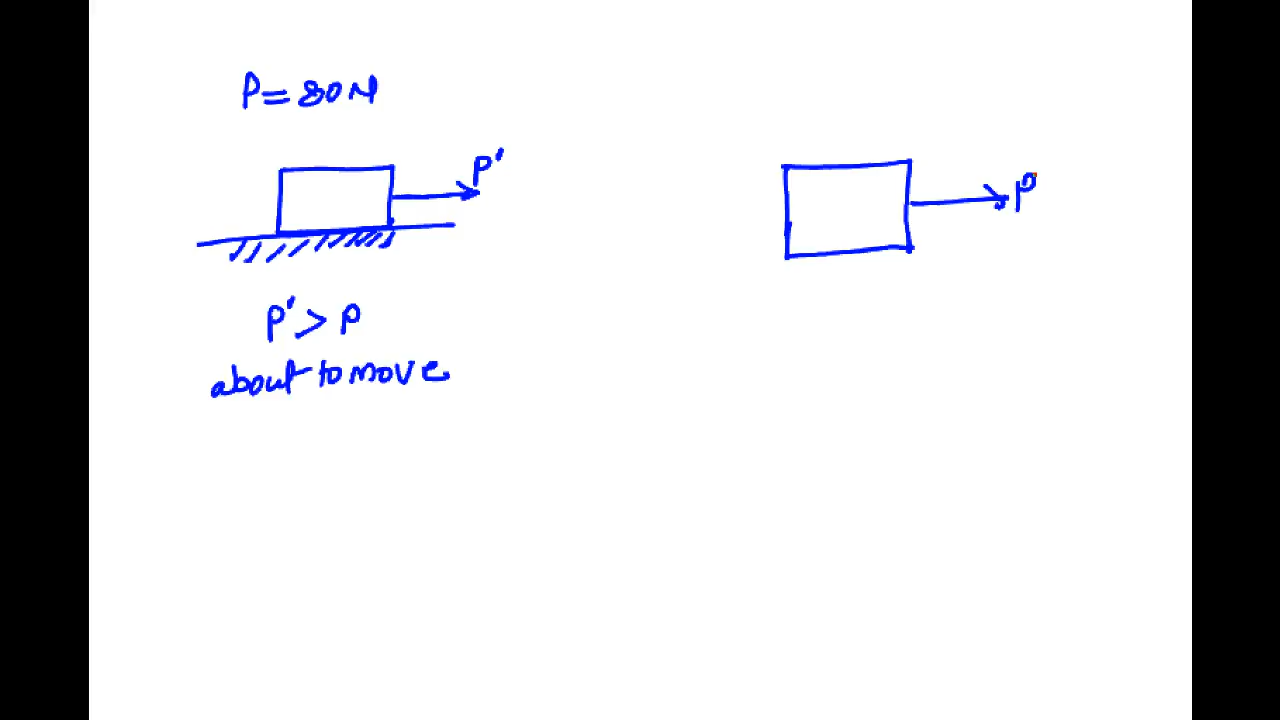 P = 80N
P'
P
P' > P
about to move